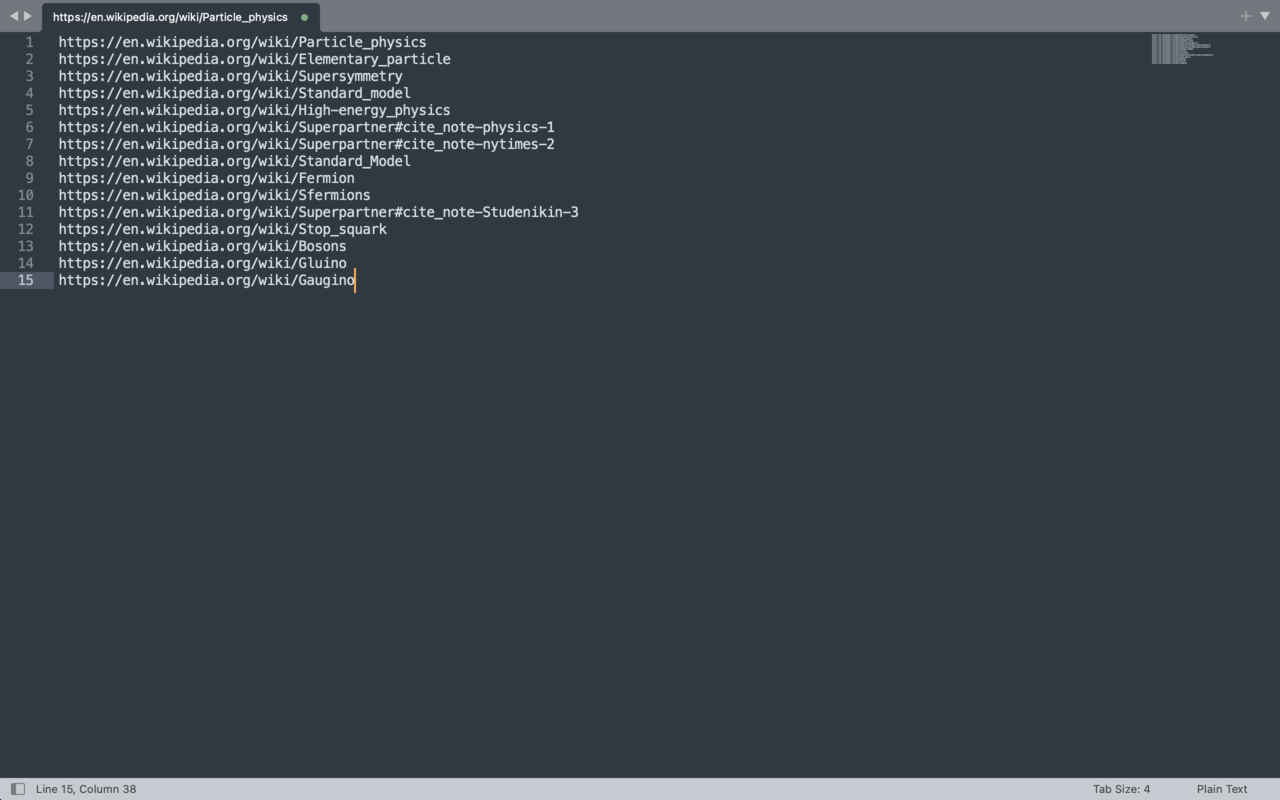 https://en.wikipedia.org/wiki/Particle_physics
1 https://en.wikipedia.org/wiki/Particle_physics
2 https://en.wikipedia.org/wiki/Elementary_particle
3 https://en.wikipedia.org/wiki/Supersymmetry
4 https://en.wikipedia.org/wiki/Standard_model
5 https://en.wikipedia.org/wiki/High-energy_physics
6 https://en.wikipedia.org/wiki/Superpartner#cite_note-physics-1
7 https://en.wikipedia.org/wiki/Superpartner#cite_note-nytimes-2
8 https://en.wikipedia.org/wiki/Standard_Model
9 https://en.wikipedia.org/wiki/Fermion
10 https://en.wikipedia.org/wiki/Sfermions
11 https://en.wikipedia.org/wiki/Superpartner#cite_note-Studenikin-3
12 https://en.wikipedia.org/wiki/Stop_squark
13 https://en.wikipedia.org/wiki/Bosons
14 https://en.wikipedia.org/wiki/Gluino
15 https://en.wikipedia.org/wiki/Gaugino
Line 15, Column 38 Tab Size: 4 Plain Text